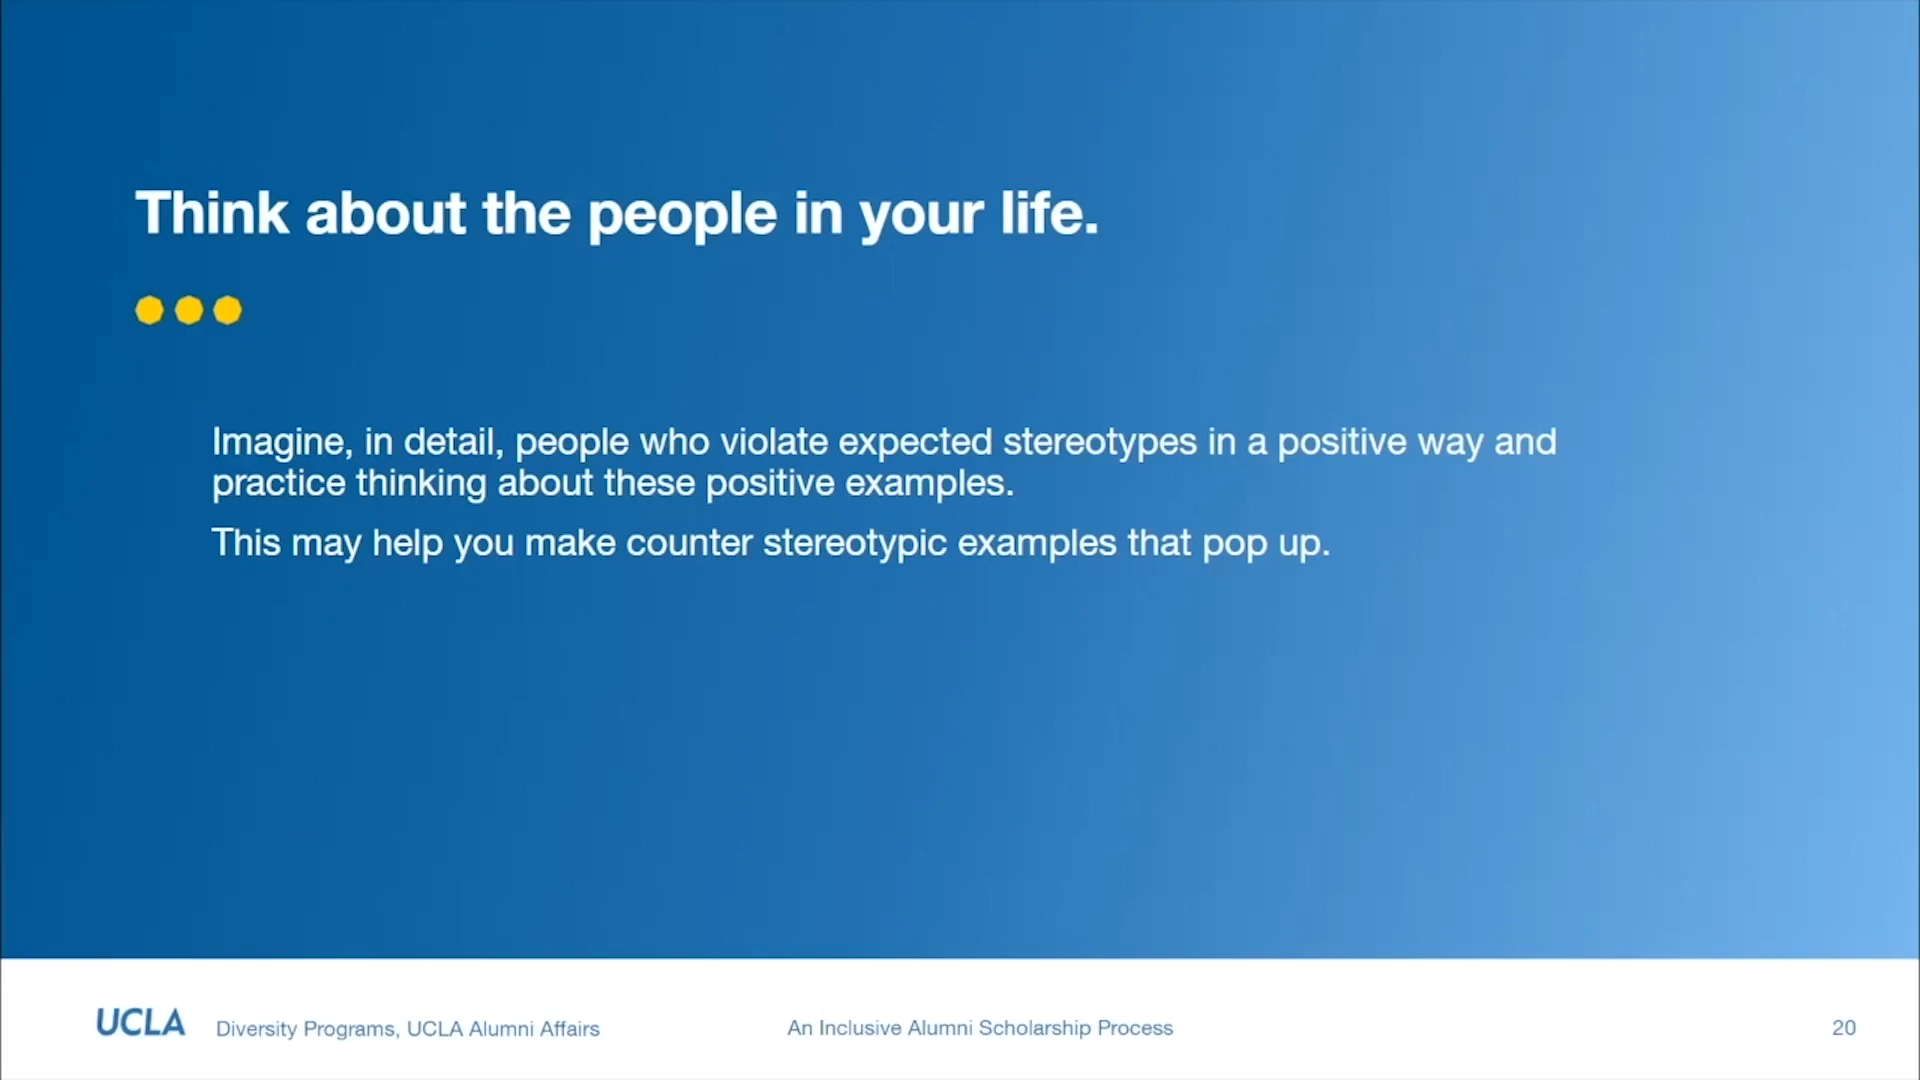 Think about the people in your life.
Imagine, in detail, people who violate expected stereotypes in a positive way and
practice thinking about these positive examples.
This may help you make counter stereotypic examples that pop up.
UCLA Diversity Programs, UCLA Alumni Affairs An Inclusive Alumni Scholarship Process 20